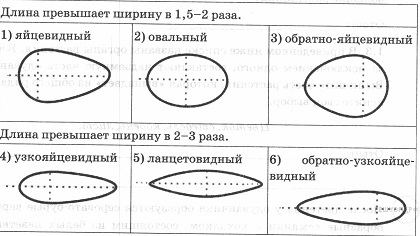 Длина превышает ширину в 1,5–2 раза.
1) яйцевидный
2) овальный
3) обратно-яйцевидный
Длина превышает ширину в 2–3 раза.
4) узкояйцевидный
5) ланцетовидный
6) обратно-узкояйце-
видный